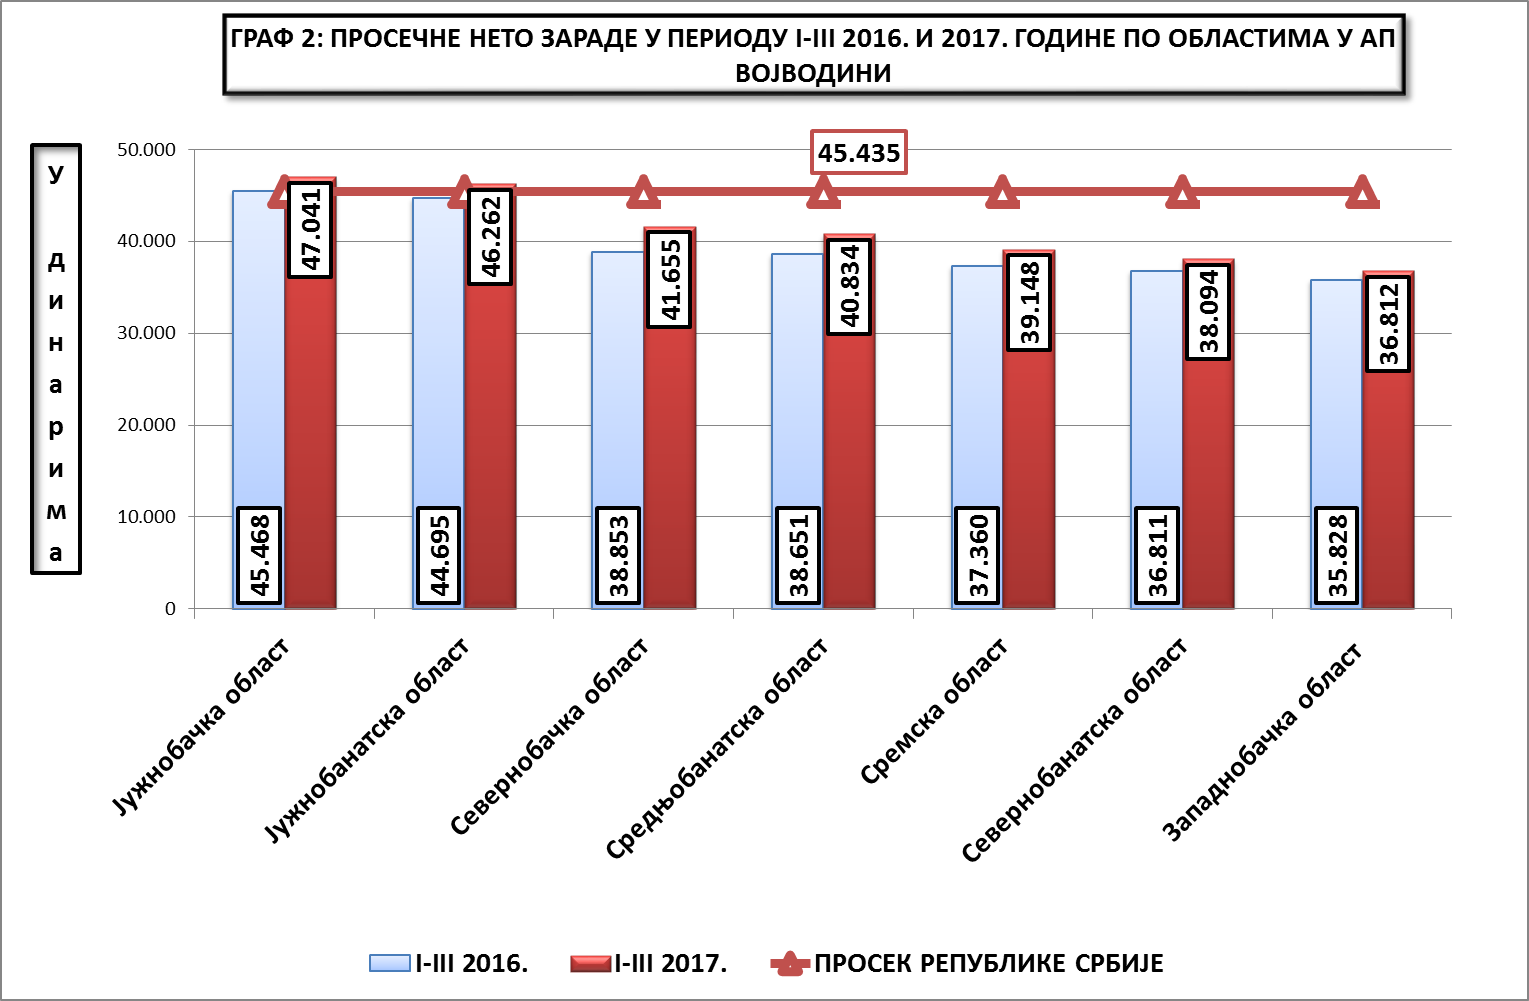 ГРАФ 2: ПРОСЕЧНЕ НЕТО ЗАРАДЕ У ПЕРИОДУ I-III 2016. И 2017. ГОДИНЕ ПО ОБЛАСТИМА У АП
ВОЈВОДИНИ
У динарима
50.000
40.000
30.000
20.000
10.000
0
45.435
45.468
47.041
44.695
46.262
38.853
41.655
38.651
40.834
37.360
39.148
36.811
38.094
35.828
36.812
Јужнобачка област
Јужнобанатска област
Севернобачка област
Средњобанатска област
Сремска област
Севернобанатска област
Западнобачка област
I-III 2016.
I-III 2017.
ПРОСЕК РЕПУБЛИКЕ СРБИЈЕ